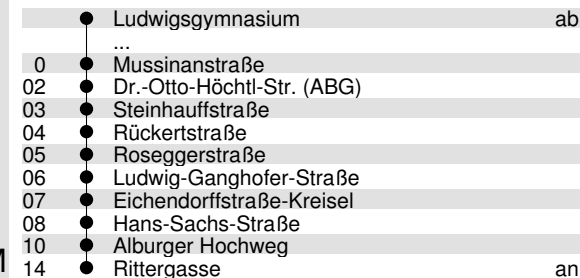 Ludwigsgymnasium ab
...
0 Mussinanstraße
02 Dr.-Otto-Höchtl-Str. (ABG)
03 Steinhauffstraße
04 Rückertstraße
05 Roseggerstraße
06 Ludwig-Ganghofer-Straße
07 Eichendorffstraße-Kreisel
08 Hans-Sachs-Straße
10 Alburger Hochweg
14 Rittergasse an